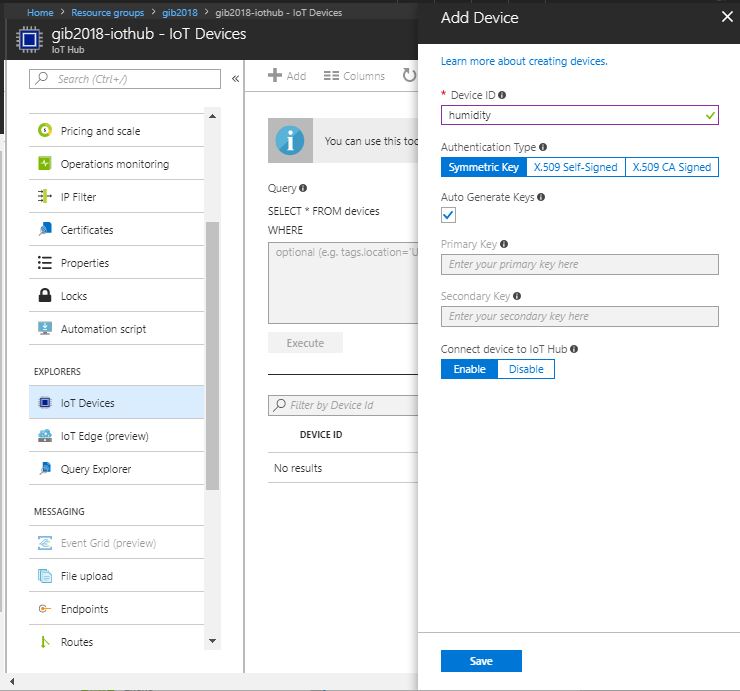 Home > Resource groups > gib2018 > gib2018-iothub - IoT Devices
gib2018-iothub - IoT Devices
IoT Hub
Search (Ctrl+/)
«
Pricing and scale
Operations monitoring
IP Filter
Certificates
Properties
Locks
Automation script
EXPLORERS
IoT Devices
IoT Edge (preview)
Query Explorer
MESSAGING
Event Grid (preview)
File upload
Endpoints
Routes
Add
Columns
You can use this too
Query
SELECT * FROM devices
WHERE
optional (e.g. tags.location='U
Execute
Filter by Device Id
DEVICE ID
No results
Add Device
Learn more about creating devices.
* Device ID
humidity
Authentication Type
Symmetric Key X.509 Self-Signed X.509 CA Signed
Auto Generate Keys
Primary Key
Enter your primary key here
Secondary Key
Enter your secondary key here
Connect device to IoT Hub
Enable Disable
Save